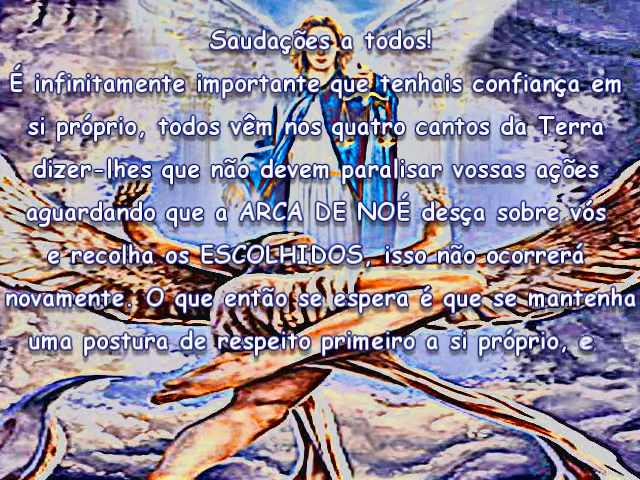 Saudações a todos!
É infinitamente importante que tenhais confiança em
si próprio, todos vêm nos quatro cantos da Terra
dizer-lhes que não devem paralisar vossas ações
aguardando que a ARCA DE NOÉ desça sobre vós
e recolha os ESCOLHIDOS, isso não ocorrerá
novamente. O que então se espera é que se mantenha
uma postura de respeito primeiro a si próprio, e